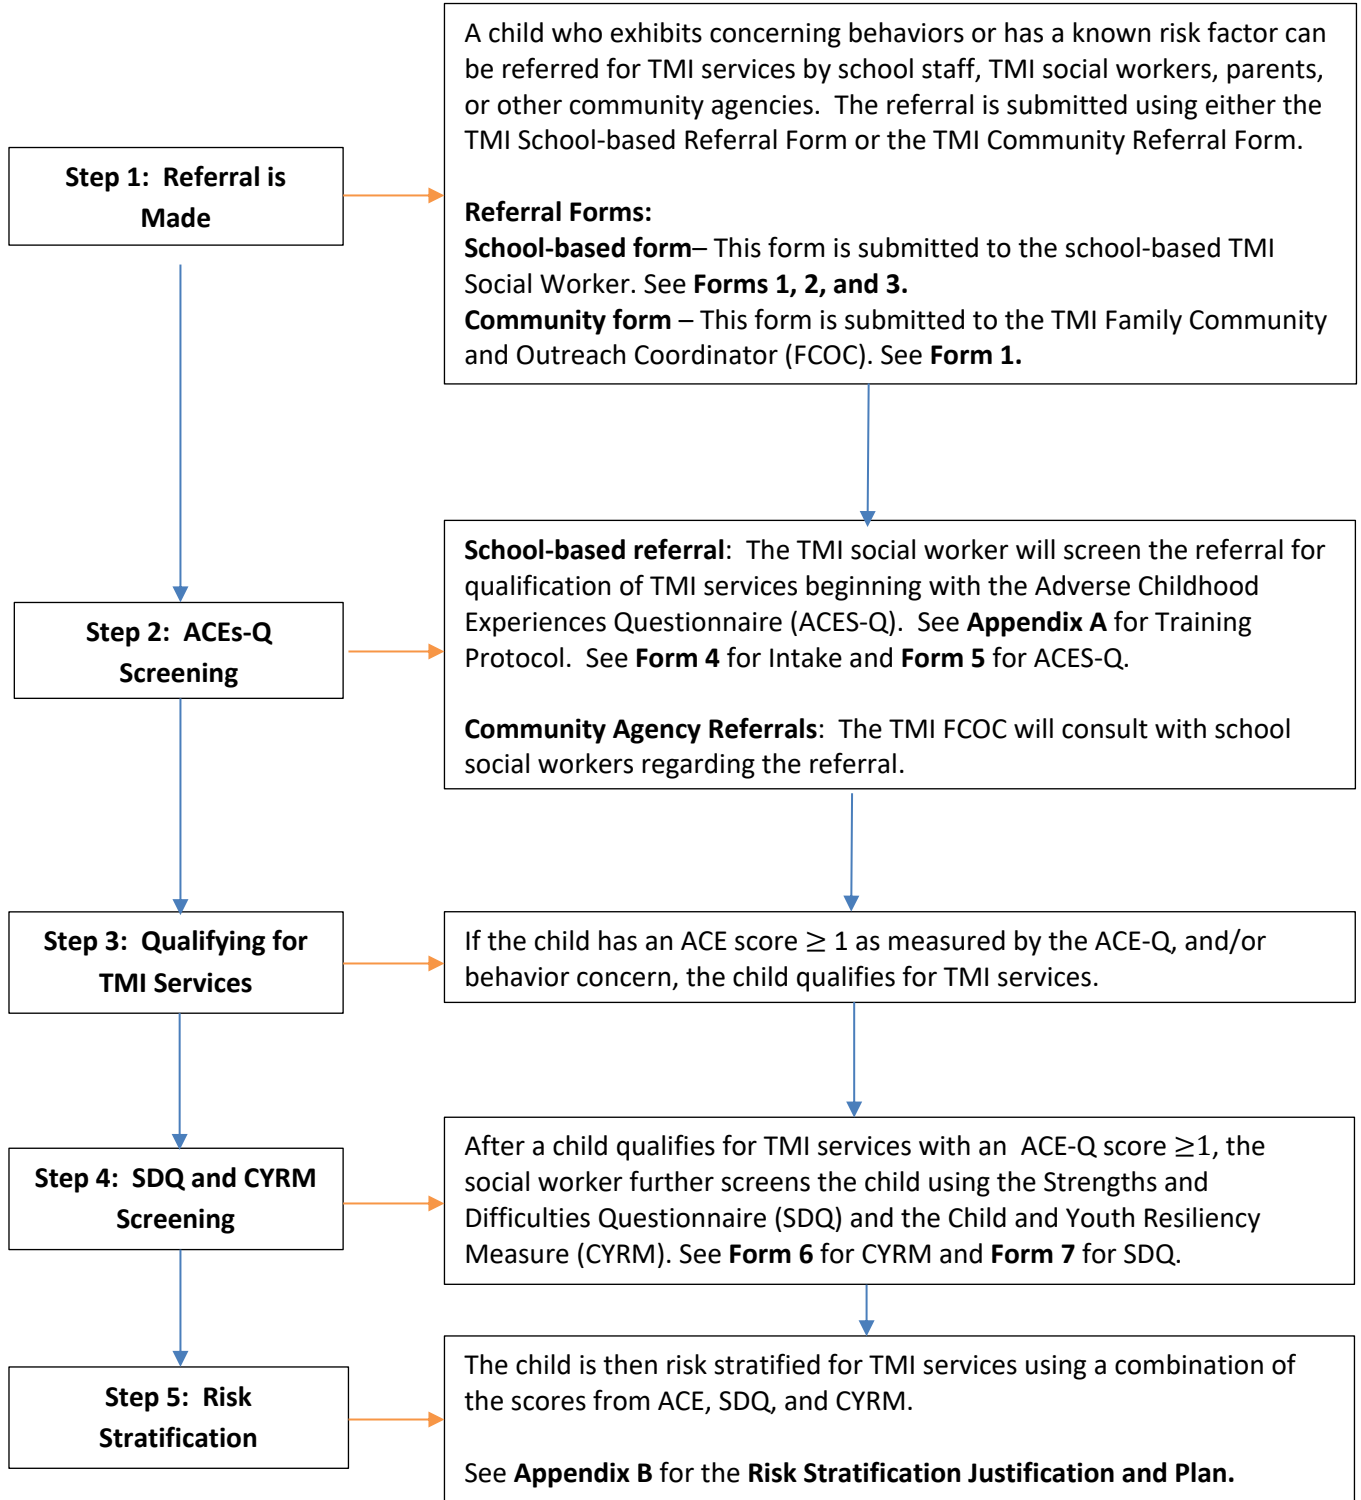 A child who exhibits concerning behaviors or has a known risk factor can
be referred for TMI services by school staff, TMI social workers, parents,
or other community agencies.  The referral is submitted using either the
TMI School-based Referral Form or the TMI Community Referral Form.
Step 1:  Referral is
Made
Referral Forms:
School-based form– This form is submitted to the school-based TMI
Social Worker. See Forms 1, 2, and 3.
Community form – This form is submitted to the TMI Family Community
and Outreach Coordinator (FCOC). See Form 1.
School-based referral:  The TMI social worker will screen the referral for
qualification of TMI services beginning with the Adverse Childhood
Experiences Questionnaire (ACES-Q).  See Appendix A for Training
Protocol.  See Form 4 for Intake and Form 5 for ACES-Q.
Step 2:  ACEs-Q
Screening
Community Agency Referrals:  The TMI FCOC will consult with school
social workers regarding the referral.
Step 3:  Qualifying for
TMI Services
If the child has an ACE score ≥ 1 as measured by the ACE-Q, and/or
behavior concern, the child qualifies for TMI services.
Step 4:  SDQ and CYRM
Screening
After a child qualifies for TMI services with an  ACE-Q score ≥1, the
social worker further screens the child using the Strengths and
Difficulties Questionnaire (SDQ) and the Child and Youth Resiliency
Measure (CYRM). See Form 6 for CYRM and Form 7 for SDQ.
Step 5:  Risk
Stratification
The child is then risk stratified for TMI services using a combination of
the scores from ACE, SDQ, and CYRM.
See Appendix B for the Risk Stratification Justification and Plan.